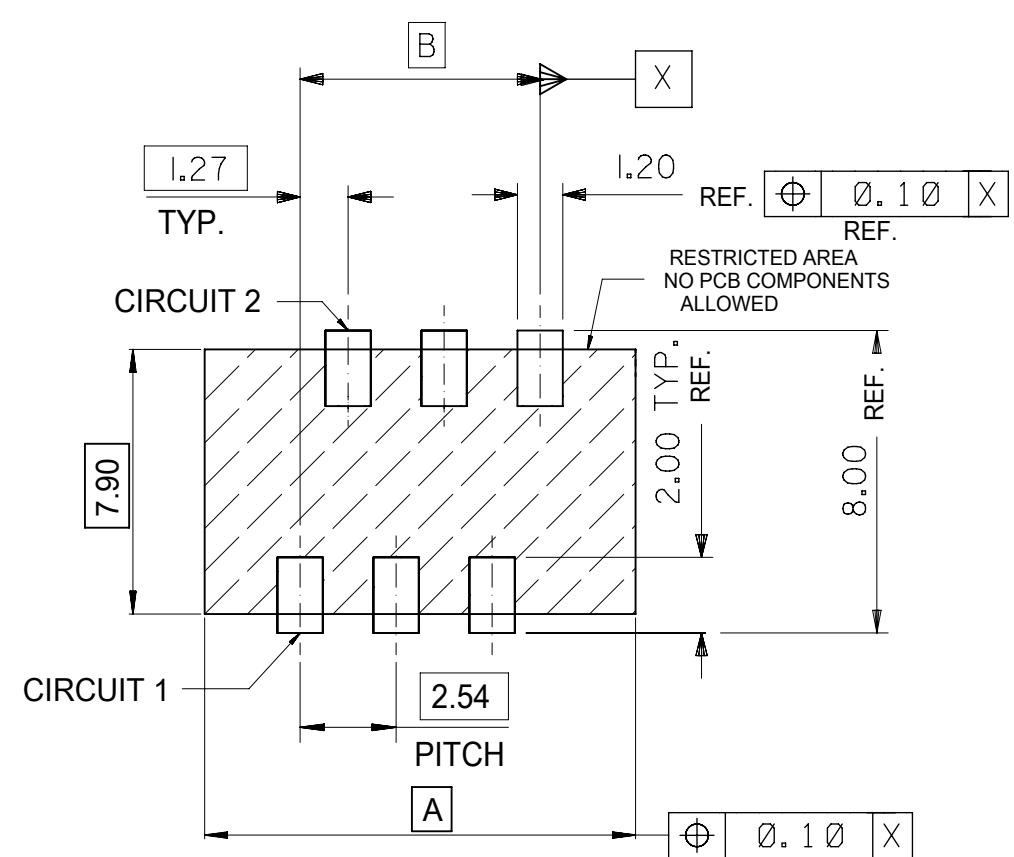 B
X
1.27
TYP.
1.20
REF.
⌖ Ø.10 X
REF.
RESTRICTED AREA
NO PCB COMPONENTS
ALLOWED
CIRCUIT 2
2.00 TYP.
REF.
REF.
8.00
7.90
CIRCUIT 1
2.54
PITCH
A
⌖ Ø.10 X